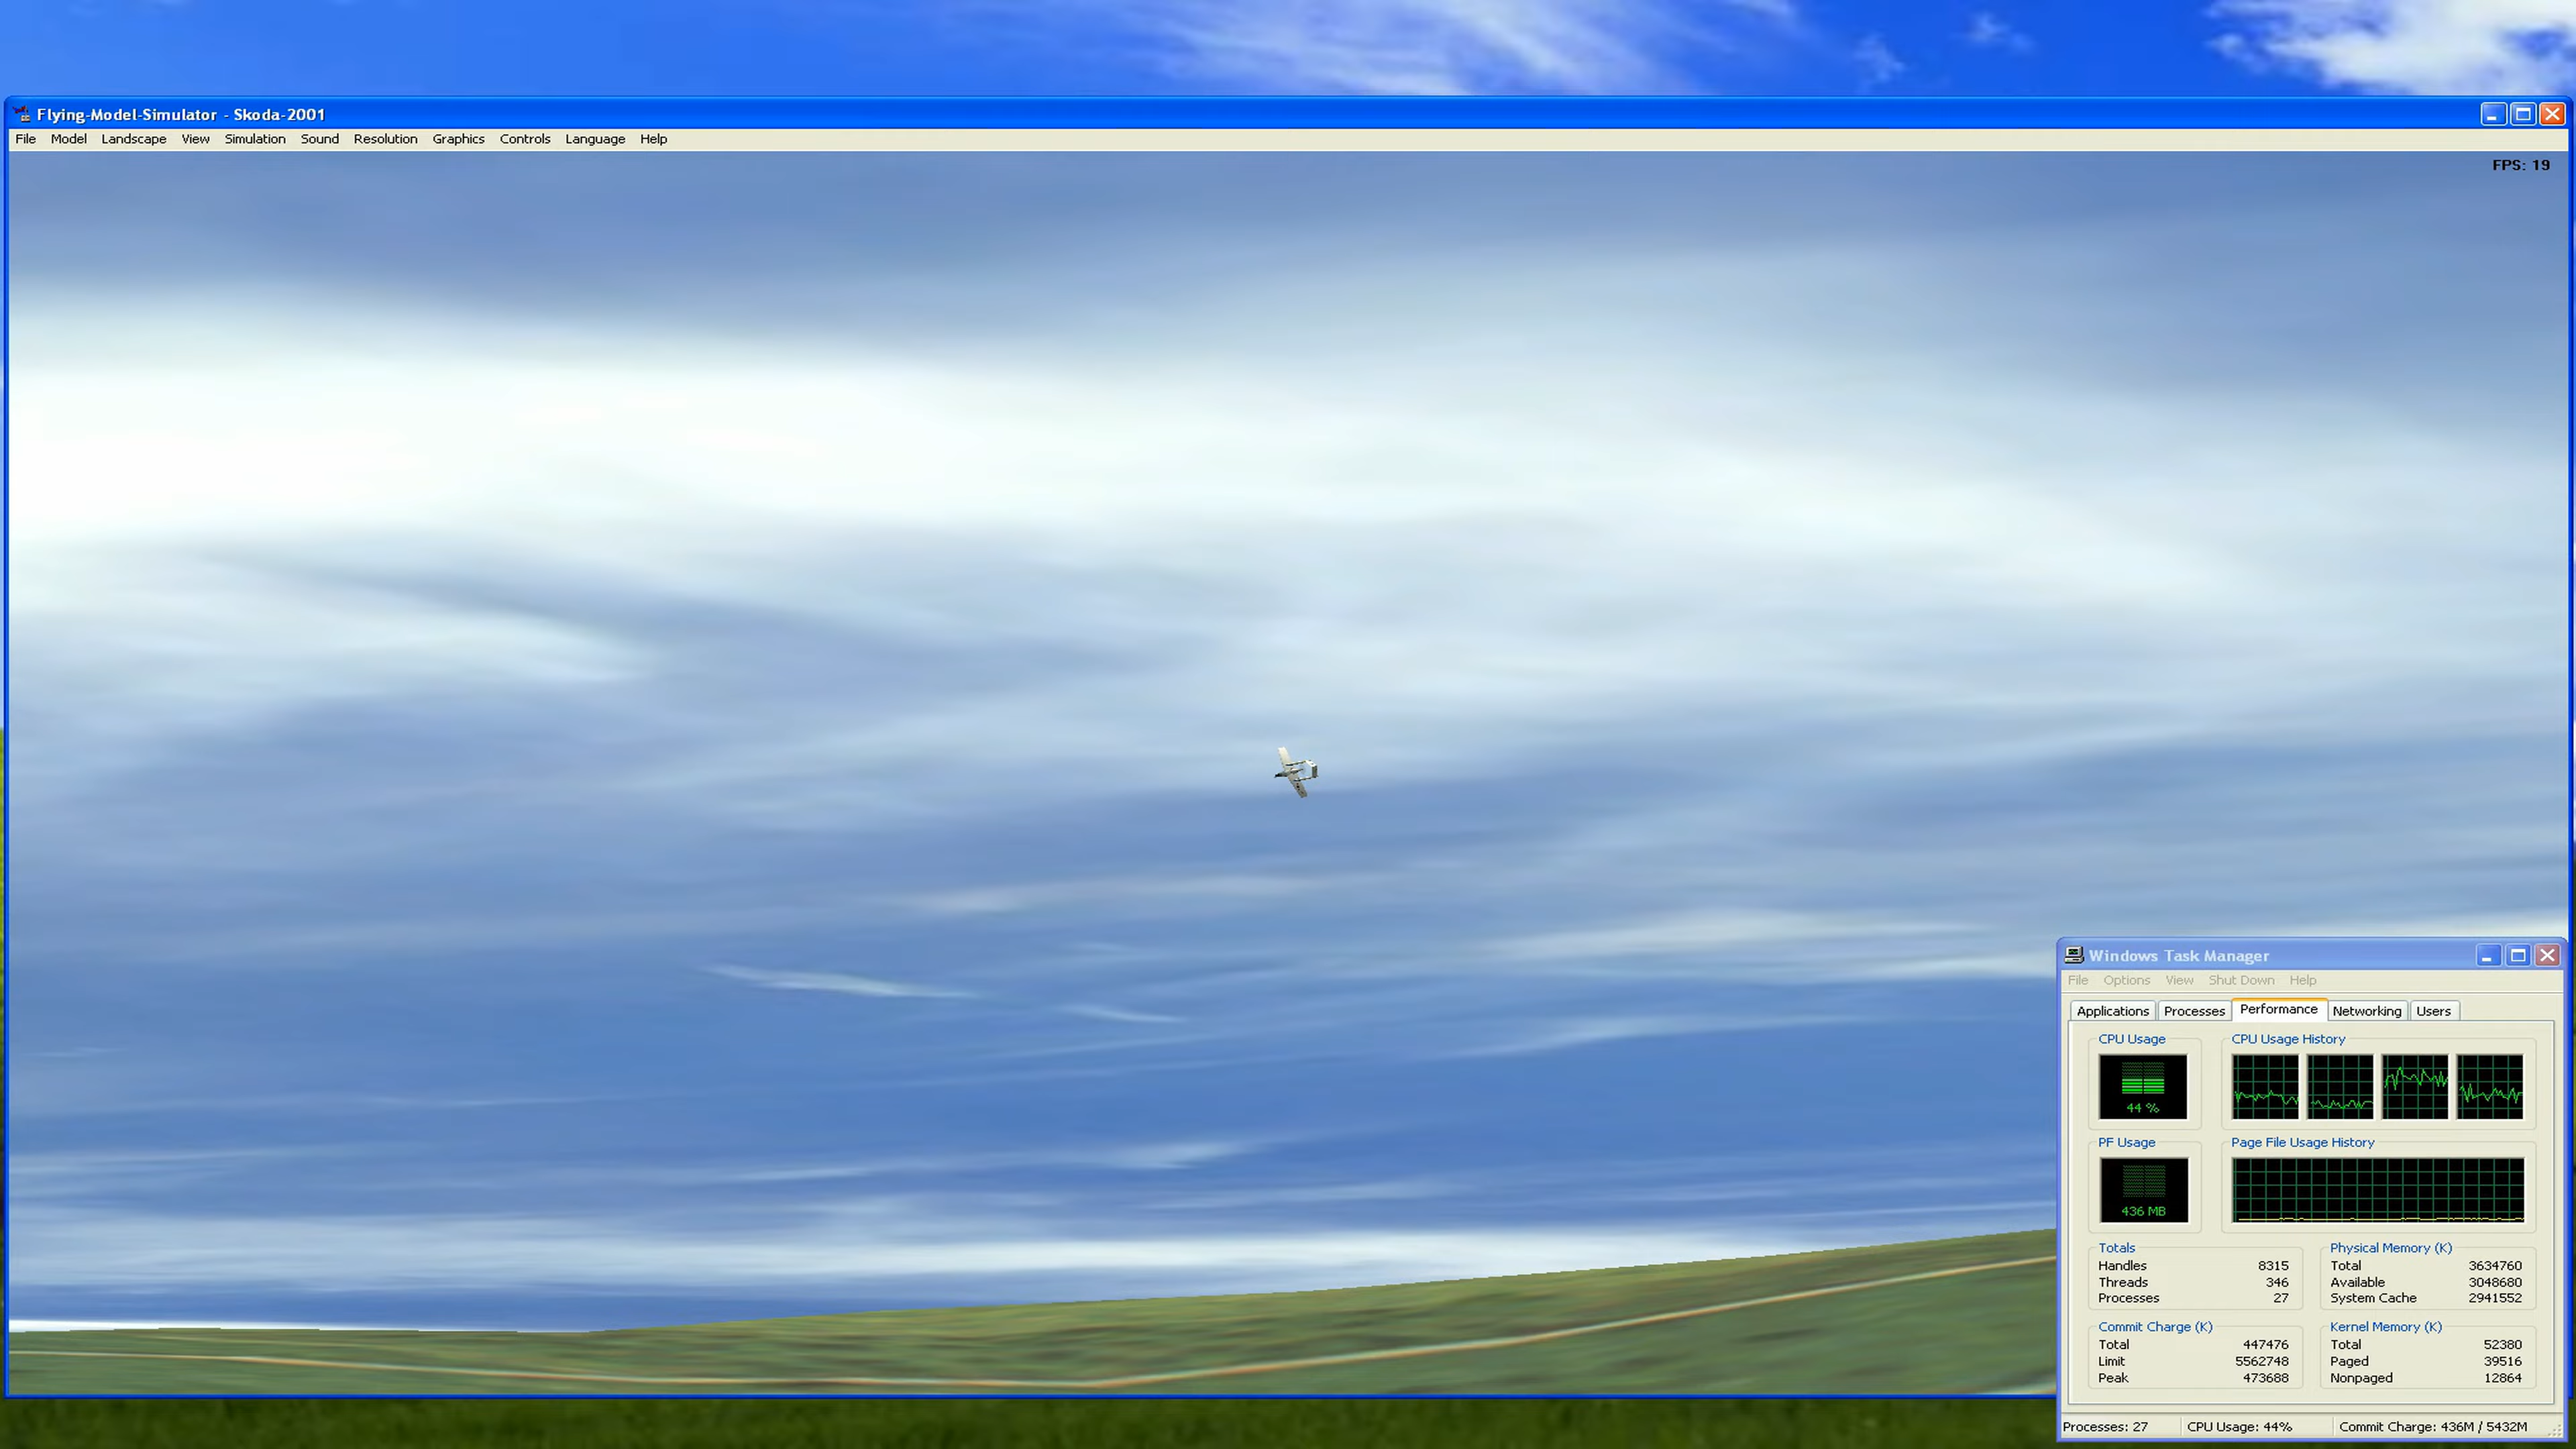 Flying-Model-Simulator - Skoda-2001
File Model Landscape View Simulation Sound Resolution Graphics Controls Language Help
FPS: 19
Windows Task Manager
File Options View Shut Down Help
Applications Processes Performance Networking Users
CPU Usage CPU Usage History
44 %
PF Usage Page File Usage History
436 MB
Totals Physical Memory (K)
Handles 8315 Total 3634760
Threads 346 Available 3048680
Processes 27 System Cache 2941552
Commit Charge (K) Kernel Memory (K)
Total 447476 Total 52380
Limit 5562748 Paged 39516
Peak 473688 Nonpaged 12864
Processes: 27 CPU Usage: 44% Commit Charge: 436M / 5432M